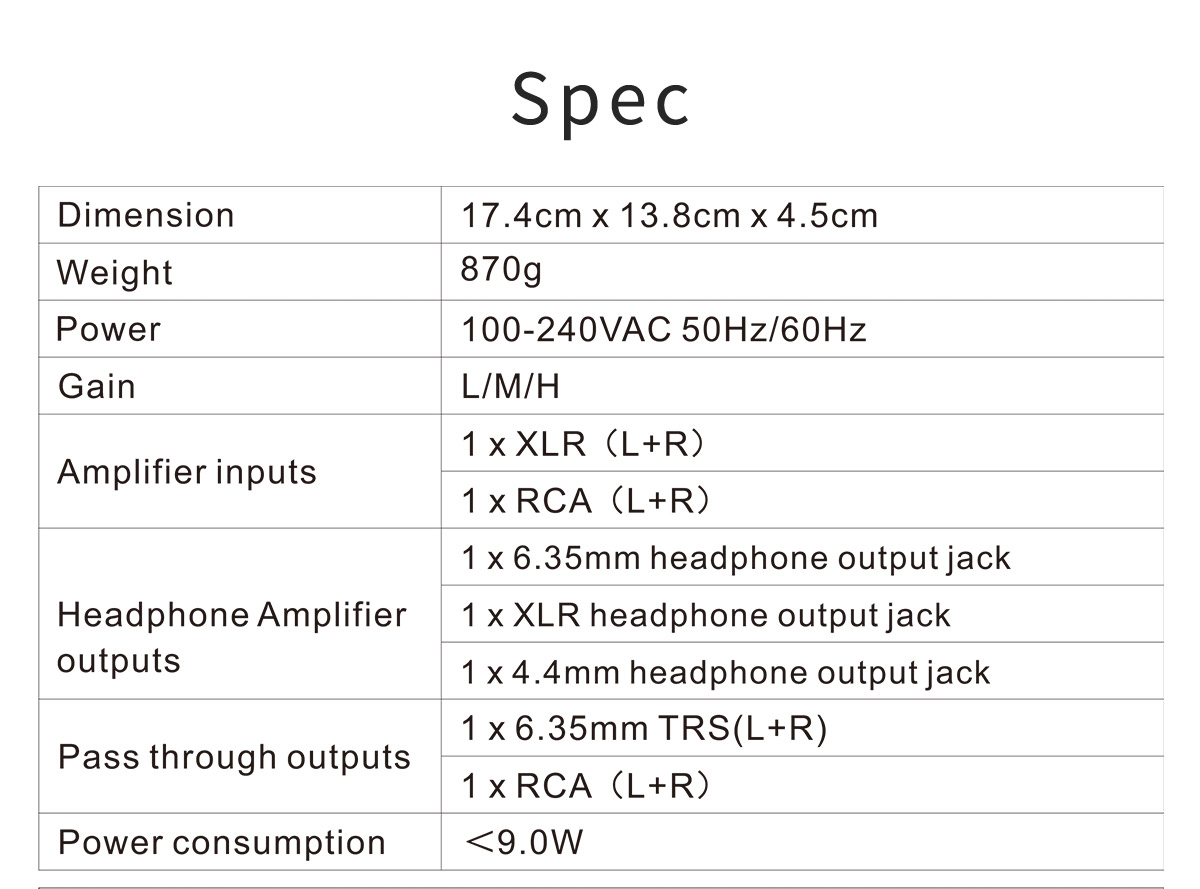 Spec
Dimension 17.4cm x 13.8cm x 4.5cm
Weight 870g
Power 100-240VAC 50Hz/60Hz
Gain L/M/H
Amplifier inputs
1 x XLR（L+R）
1 x RCA（L+R）
Headphone Amplifier
outputs
1 x 6.35mm headphone output jack
1 x XLR headphone output jack
1 x 4.4mm headphone output jack
Pass through outputs
1 x 6.35mm TRS(L+R)
1 x RCA（L+R）
Power consumption ＜9.0W